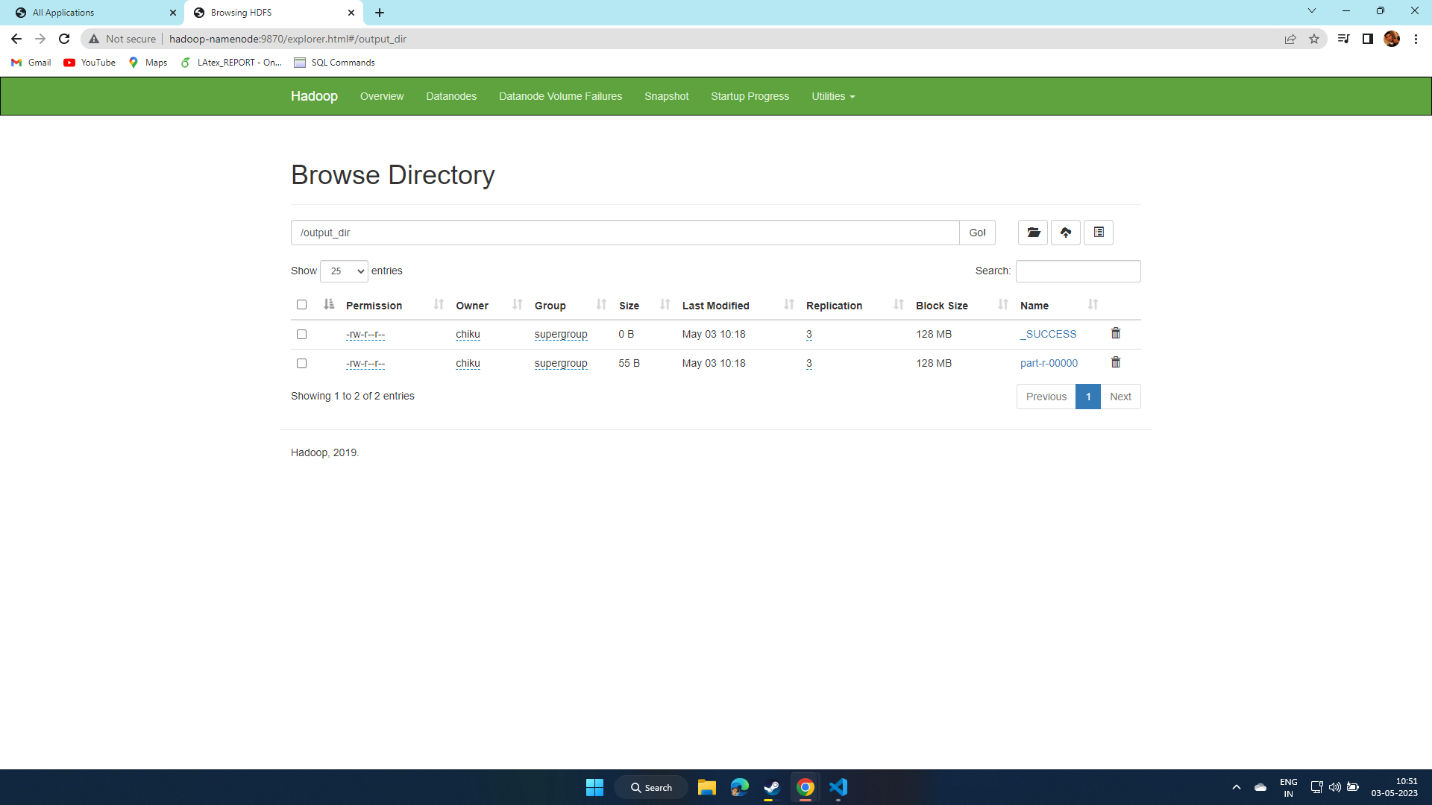 All Applications
Browsing HDFS
Not secure
hadoop-namenode:9870/explorer.html#/output_dir
Gmail
YouTube
Maps
LAtex_REPORT - On...
SQL Commands
Hadoop Overview Datanodes Datanode Volume Failures Snapshot Startup Progress Utilities
Browse Directory
/output_dir Go!
Show 25 entries Search:
Permission Owner Group Size Last Modified Replication Block Size Name
-rw-r--r-- chiku supergroup 0 B May 03 10:18 3 128 MB _SUCCESS
-rw-r--r-- chiku supergroup 55 B May 03 10:18 3 128 MB part-r-00000
Showing 1 to 2 of 2 entries Previous 1 Next
Hadoop, 2019.
Search
ENG
IN
10:51
03-05-2023